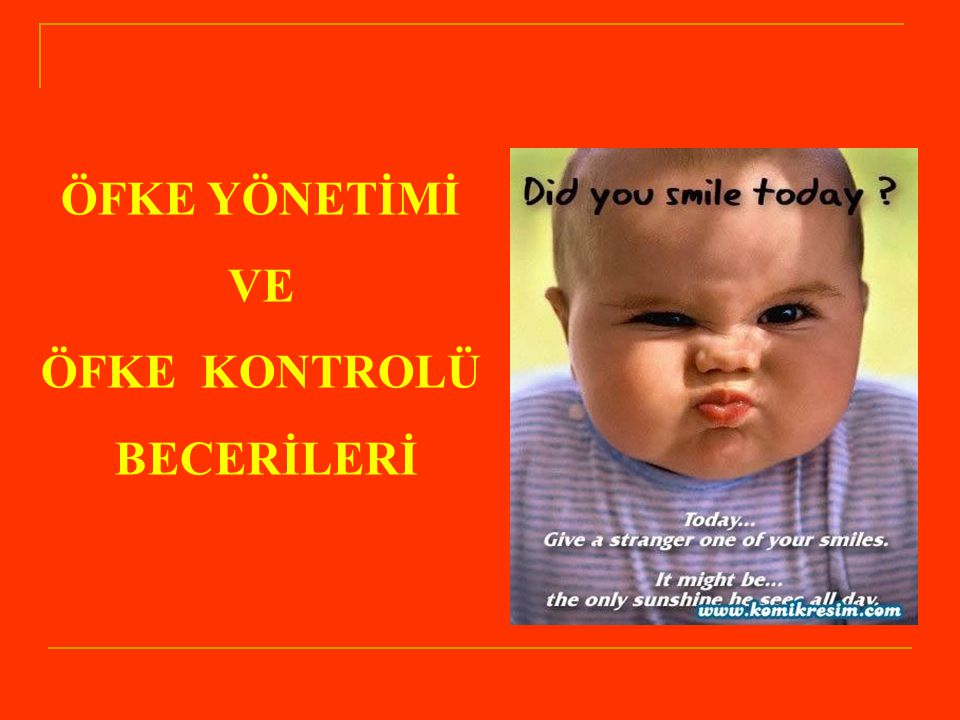 ÖFKE YÖNETİMİ
VE
ÖFKE KONTROLÜ
BECERİLERİ
Did you smile today ?
Today...
Give a stranger one of your smiles.
It might be...
the only sunshine he sees all day.
www.komikresim.com